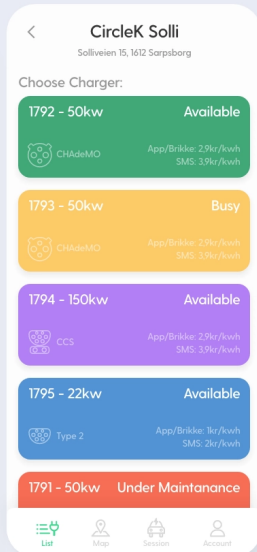 CircleK Solli
Solliveien 15, 1612 Sarpsborg
Choose Charger:
1792 - 50kw Available
CHAdeMO App/Brikke: 2,9kr/kwh
SMS: 3,9kr/kwh
1793 - 50kw Busy
CHAdeMO App/Brikke: 2,9kr/kwh
SMS: 3,9kr/kwh
1794 - 150kw Available
CCS App/Brikke: 2,9kr/kwh
SMS: 3,9kr/kwh
1795 - 22kw Available
Type 2 App/Brikke: 1kr/kwh
SMS: 2kr/kwh
1791 - 50kw Under Maintanance
List Map Session Account